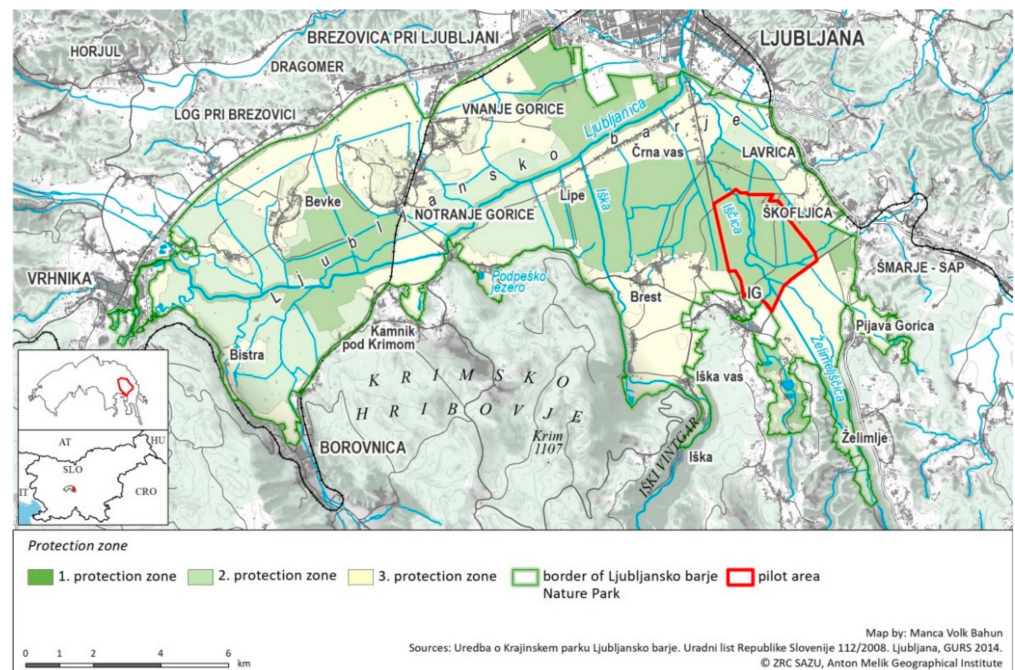 HORJUL
BREZOVICA PRI LJUBLJANI
LJUBLJANA
DRAGOMER
LOG PRI BREZOVICI
VNANJE GORICE
Ljubljanica
Črna vas
LAVRICA
Bevke
NOTRANJE GORICE
Lipe
Iška
Iščica
ŠKOFLJICA
Ljubljansko barje
VRHNIKA
ŠMARJE - SAP
Podpeško
jezero
Brest
IG
Pijava Gorica
Kamnik
pod Krimom
Bistra
Iška vas
Želimeljščica
KRIMSKO
HRIBOVJE
Krim
1107
BOROVNICA
IŠKI VINTGAR
Iška
Želimlje
AT
HU
SLO
IT
CRO
Protection zone
1. protection zone
2. protection zone
3. protection zone
border of Ljubljansko barje
Nature Park
pilot area
0 1 2 4 6
km
Map by: Manca Volk Bahun
Sources: Uredba o Krajinskem parku Ljubljansko barje. Uradni list Republike Slovenije 112/2008. Ljubljana, GURS 2014.
© ZRC SAZU, Anton Melik Geographical Institute